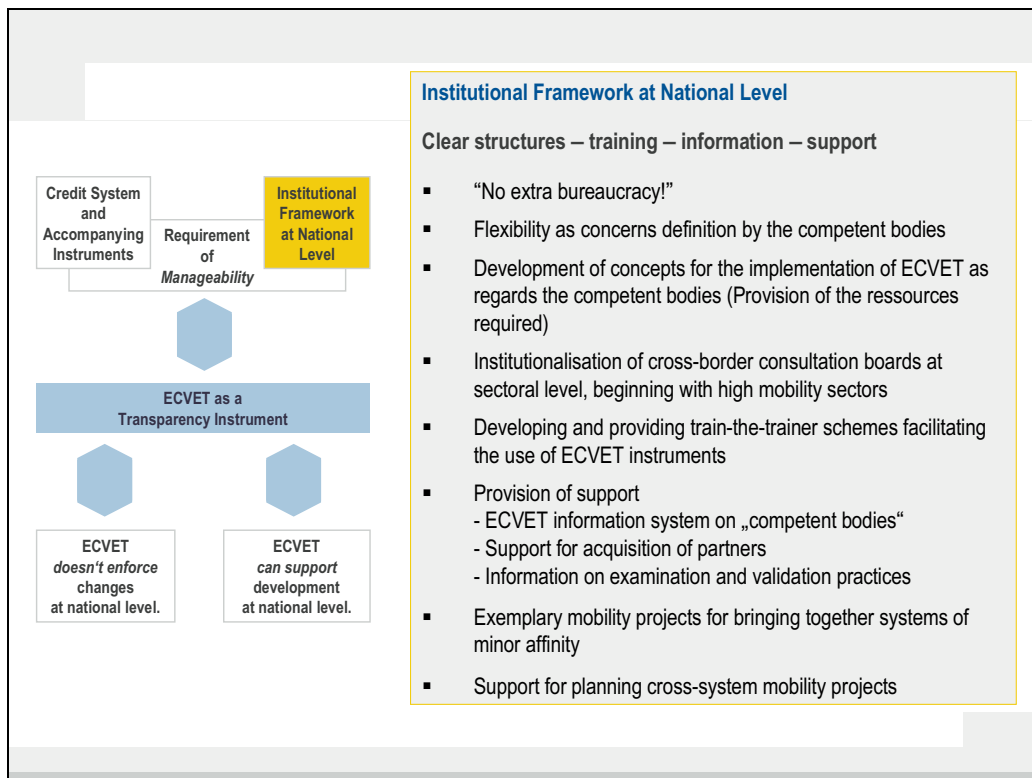 Institutional Framework at National Level
Clear structures – training – information – support
▪ “No extra bureaucracy!”
▪ Flexibility as concerns definition by the competent bodies
▪ Development of concepts for the implementation of ECVET as
regards the competent bodies (Provision of the ressources
required)
▪ Institutionalisation of cross-border consultation boards at
sectoral level, beginning with high mobility sectors
▪ Developing and providing train-the-trainer schemes facilitating
the use of ECVET instruments
▪ Provision of support
- ECVET information system on „competent bodies“
- Support for acquisition of partners
- Information on examination and validation practices
▪ Exemplary mobility projects for bringing together systems of
minor affinity
▪ Support for planning cross-system mobility projects
Credit System
and
Accompanying
Instruments
Requirement
of
Manageability
Institutional
Framework
at National
Level
ECVET as a
Transparency Instrument
ECVET
doesn‘t enforce
changes
at national level.
ECVET
can support
development
at national level.